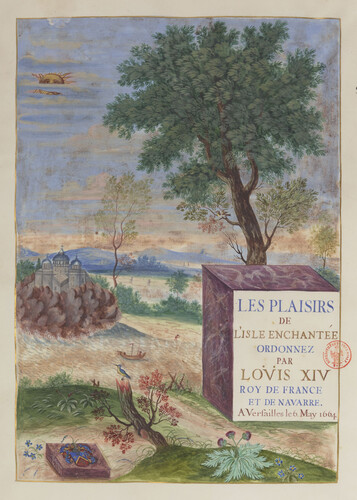 LES PLAISIRS
DE
L'ISLE ENCHANTÉE
ORDONNEZ
PAR
LOVIS XIV
ROY DE FRANCE
ET DE NAVARRE.
A Versailles le 6. May 1664.